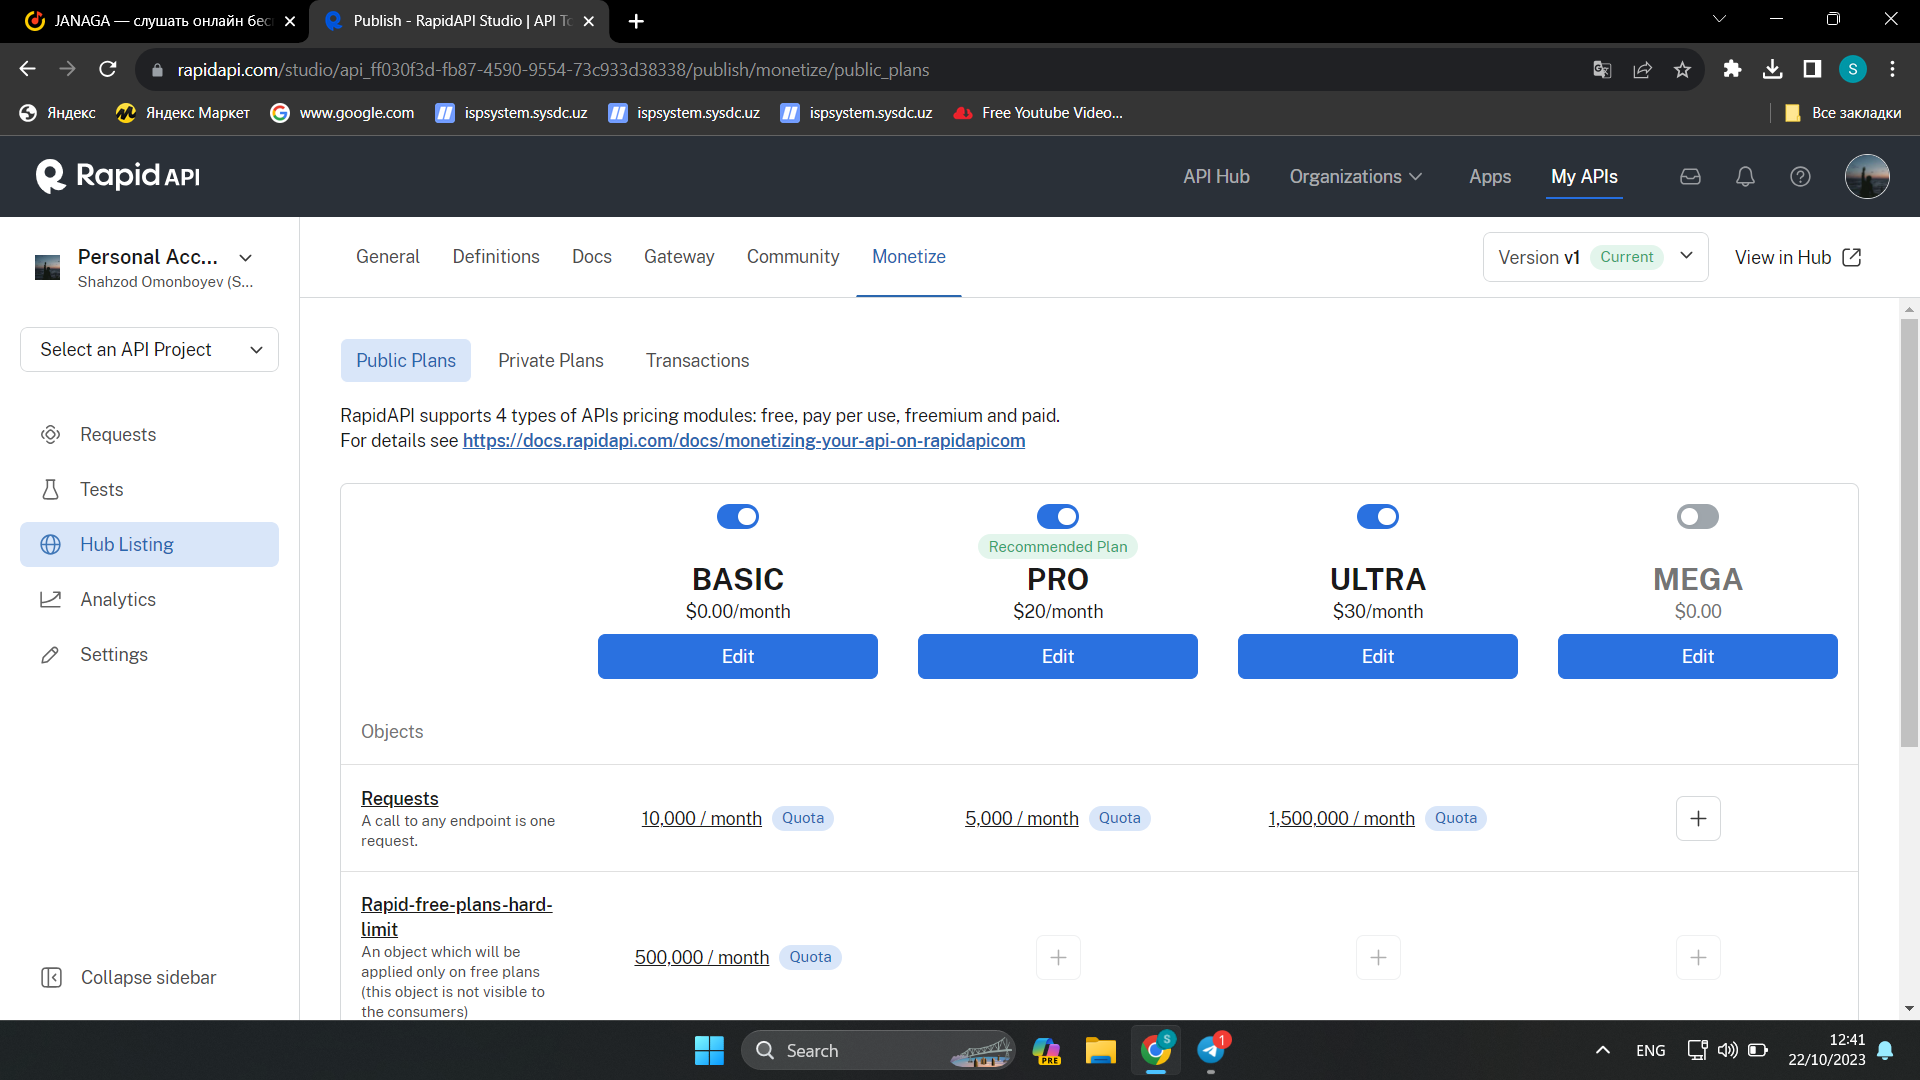 JANAGA — слушать онлайн бес
Publish - RapidAPI Studio | API To
rapidapi.com/studio/api_ff030f3d-fb87-4590-9554-73c933d38338/publish/monetize/public_plans
S
Яндекс
Яндекс Маркет
www.google.com
ispsystem.sysdc.uz
ispsystem.sysdc.uz
ispsystem.sysdc.uz
Free Youtube Video...
Все закладки
Rapid API
API Hub
Organizations
Apps
My APIs
Personal Acc...
Shahzod Omonboyev (S...
General
Definitions
Docs
Gateway
Community
Monetize
Version v1 Current
View in Hub
Select an API Project
Requests
Tests
Hub Listing
Analytics
Settings
Collapse sidebar
Public Plans
Private Plans
Transactions
RapidAPI supports 4 types of APIs pricing modules: free, pay per use, freemium and paid.
For details see https://docs.rapidapi.com/docs/monetizing-your-api-on-rapidapicom
Recommended Plan
BASIC
PRO
ULTRA
MEGA
$0.00/month
$20/month
$30/month
$0.00
Edit
Edit
Edit
Edit
Objects
Requests
A call to any endpoint is one
request.
10,000 / month Quota
5,000 / month Quota
1,500,000 / month Quota
Rapid-free-plans-hard-
limit
An object which will be
applied only on free plans
(this object is not visible to
the consumers)
500,000 / month Quota
Search
PRE
S
1
ENG
12:41
22/10/2023